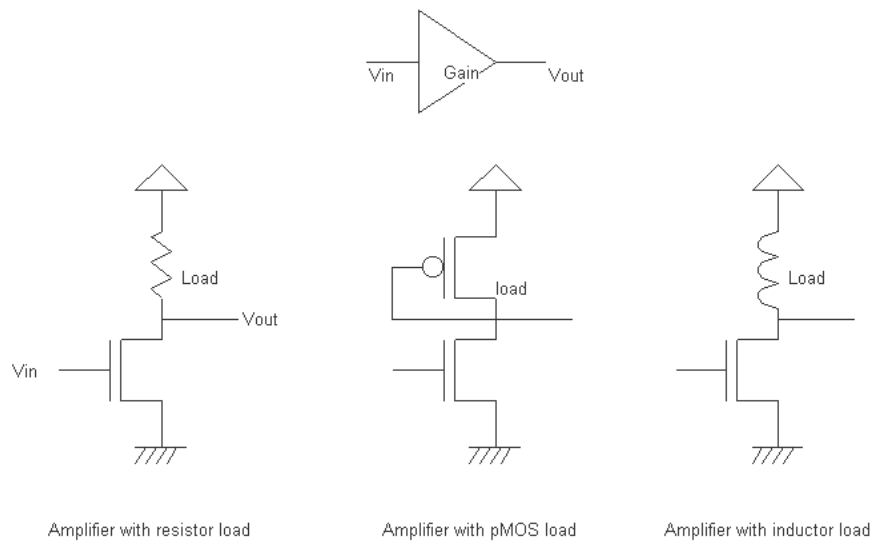 Vin
Gain
Vout
Load
Vout
Vin
load
Load
Amplifier with resistor load
Amplifier with pMOS load
Amplifier with inductor load